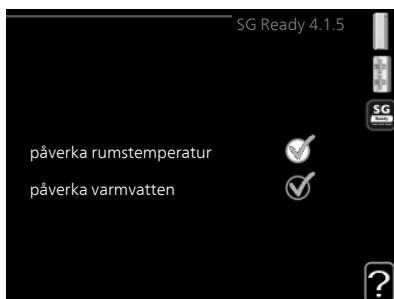 SG Ready 4.1.5
SG
Ready
påverka rumstemperatur
påverka varmvatten
?